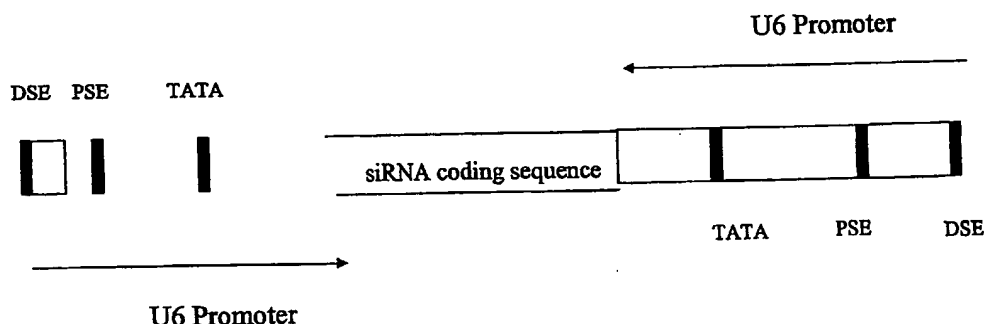 U6 Promoter
DSE PSE TATA
siRNA coding sequence
TATA PSE DSE
U6 Promoter